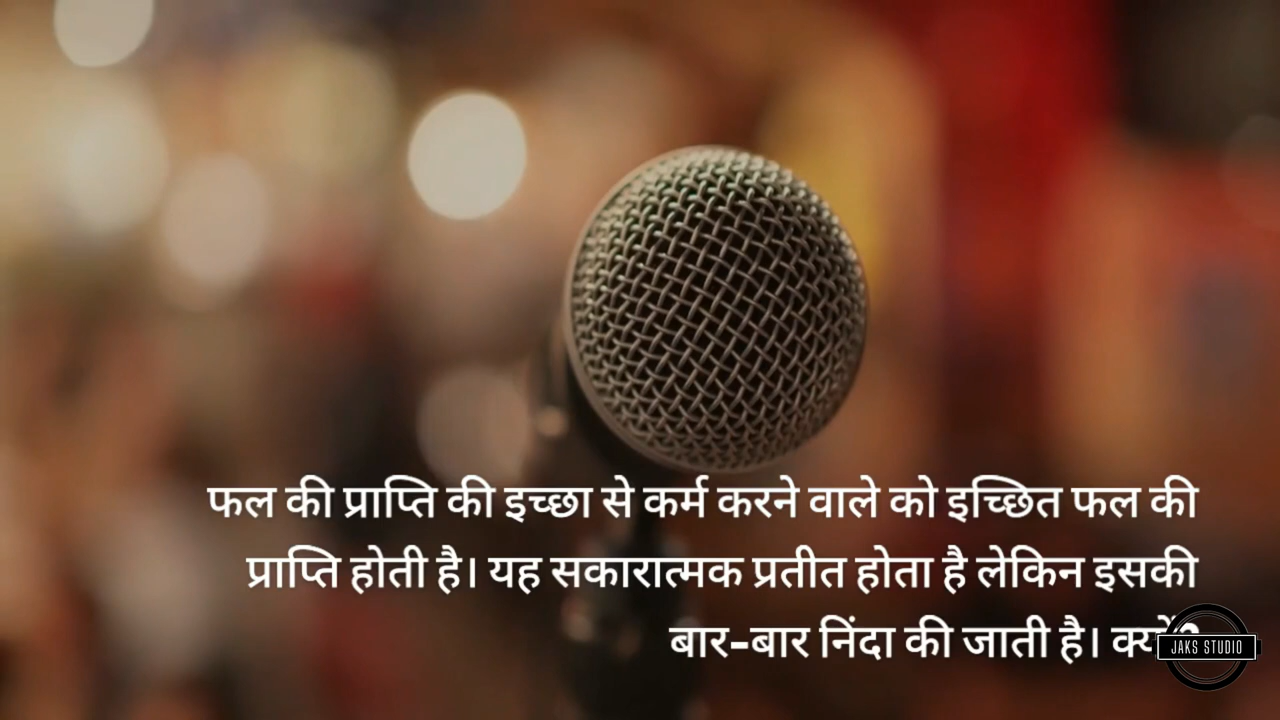 फल की प्राप्ति की इच्छा से कर्म करने वाले को इच्छित फल की
प्राप्ति होती है। यह सकारात्मक प्रतीत होता है लेकिन इसकी
बार-बार निंदा की जाती है।
JAKS STUDIO